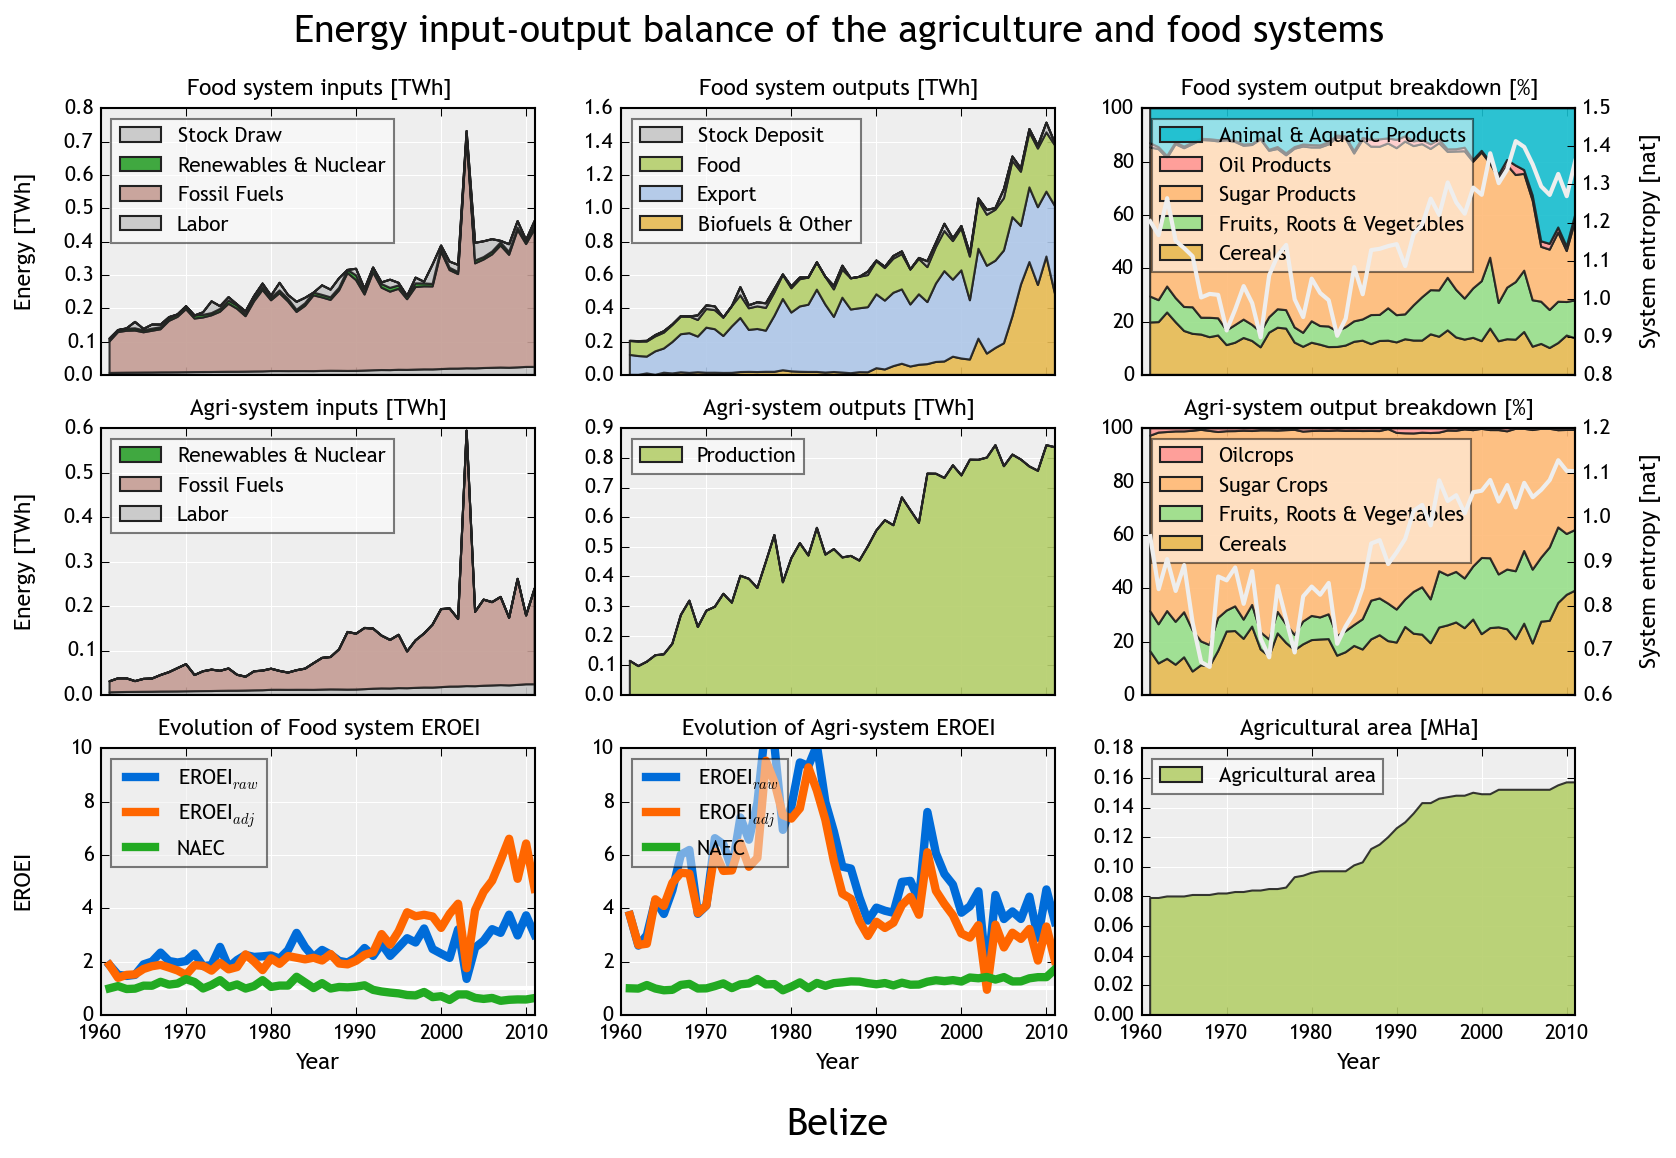 Energy input-output balance of the agriculture and food systems
Food system inputs [TWh]
Energy [TWh]
0.8
0.7
0.6
0.5
0.4
0.3
0.2
0.1
0.0
Stock Draw
Renewables & Nuclear
Fossil Fuels
Labor
Food system outputs [TWh]
1.6
1.4
1.2
1.0
0.8
0.6
0.4
0.2
0.0
Stock Deposit
Food
Export
Biofuels & Other
Food system output breakdown [%]
100
80
60
40
20
0
Animal & Aquatic Products
Oil Products
Sugar Products
Fruits, Roots & Vegetables
Cereals
1.5
1.4
1.3
1.2
1.1
1.0
0.9
0.8
System entropy [nat]
Agri-system inputs [TWh]
Energy [TWh]
0.6
0.5
0.4
0.3
0.2
0.1
0.0
Renewables & Nuclear
Fossil Fuels
Labor
Agri-system outputs [TWh]
0.9
0.8
0.7
0.6
0.5
0.4
0.3
0.2
0.1
0.0
Production
Agri-system output breakdown [%]
100
80
60
40
20
0
Oilcrops
Sugar Crops
Fruits, Roots & Vegetables
Cereals
1.2
1.1
1.0
0.9
0.8
0.7
0.6
System entropy [nat]
Evolution of Food system EROEI
EROEI
10
8
6
4
2
0
EROEI raw
EROEI adj
NAEC
1960 1970 1980 1990 2000 2010
Year
Evolution of Agri-system EROEI
10
8
6
4
2
0
EROEI raw
EROEI adj
NAEC
1960 1970 1980 1990 2000 2010
Year
Agricultural area [MHa]
0.18
0.16
0.14
0.12
0.10
0.08
0.06
0.04
0.02
0.00
Agricultural area
1960 1970 1980 1990 2000 2010
Year
Belize